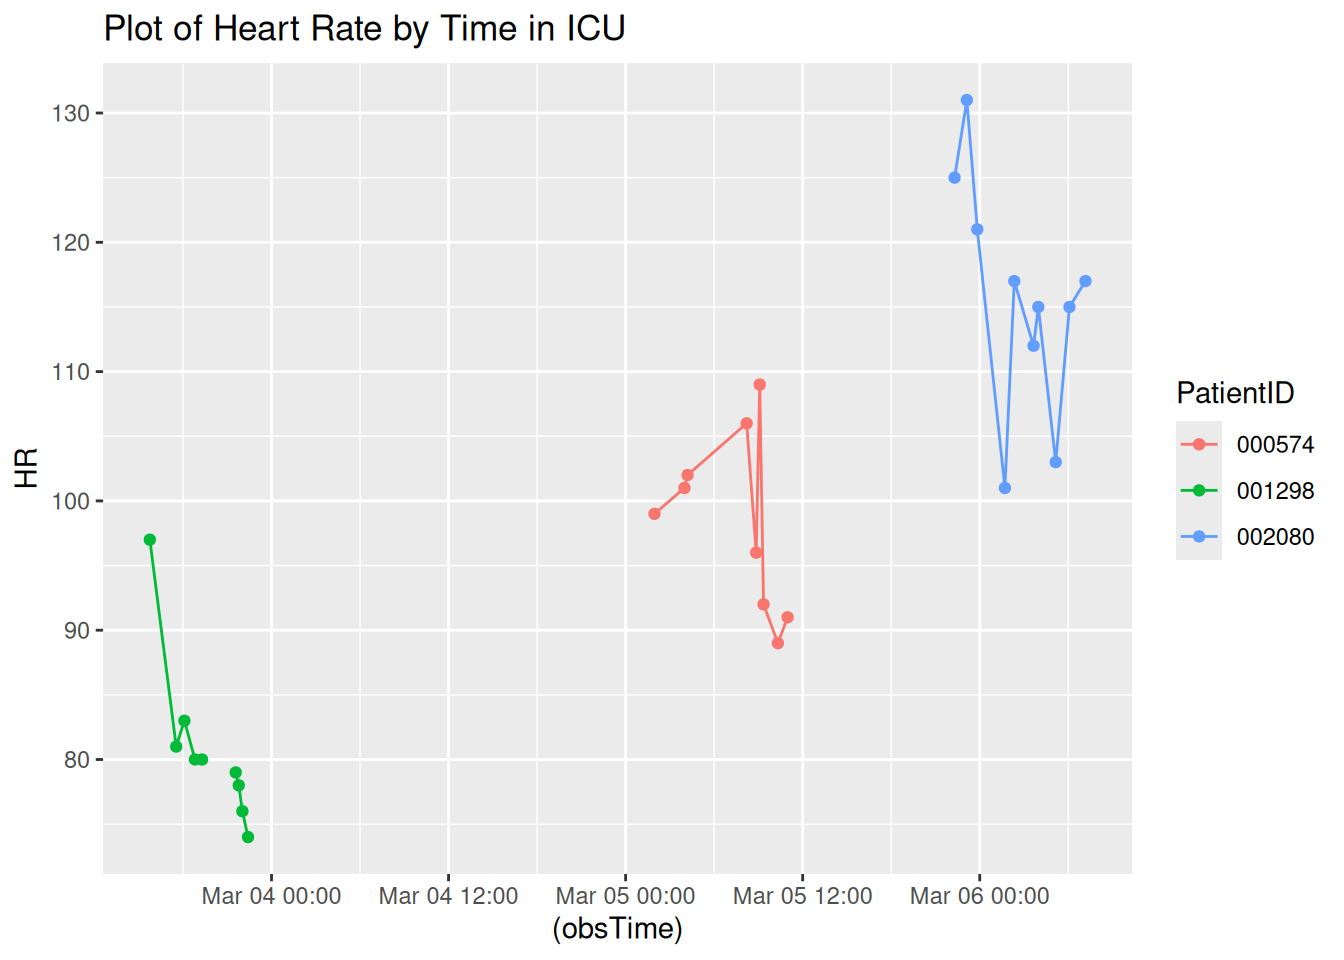 Plot of Heart Rate by Time in ICU
HR
130
120
110
100
90
80
Mar 04 00:00
Mar 04 12:00
Mar 05 00:00
Mar 05 12:00
Mar 06 00:00
(obsTime)
PatientID
000574
001298
002080